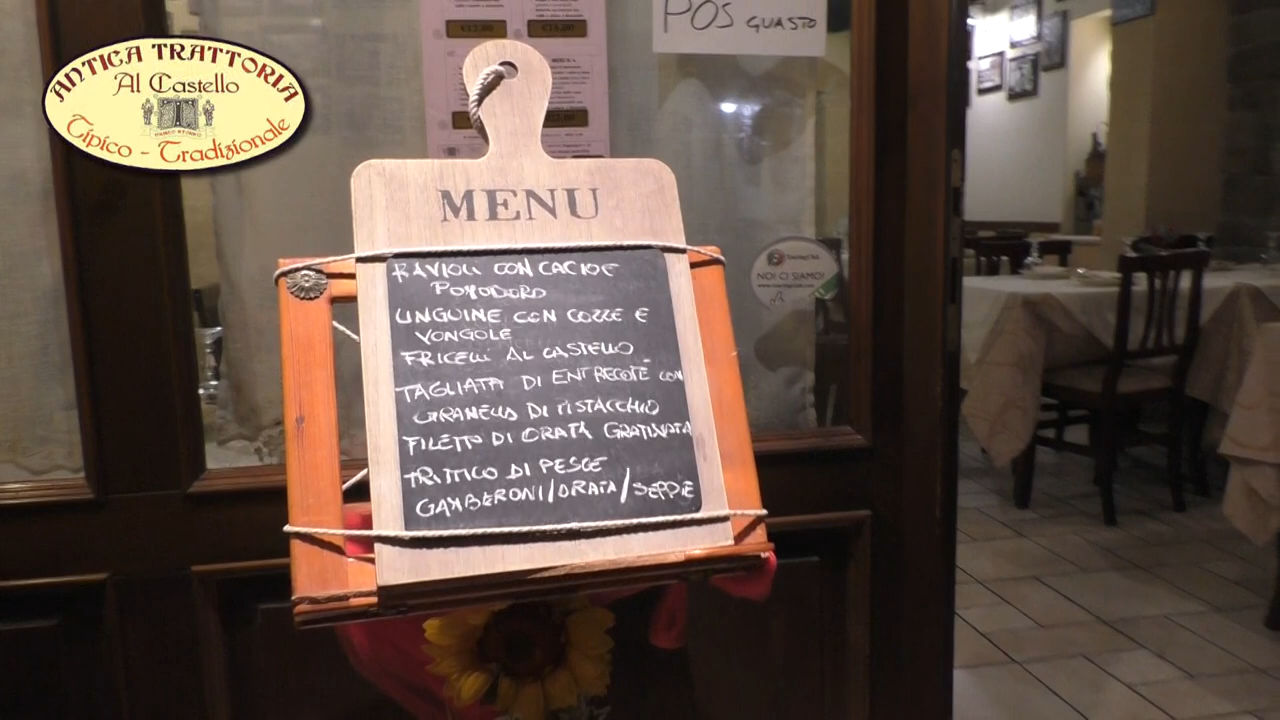 ANTICA TRATTORIA
Al Castello
Tipico - Tradizionale
POS GUASTO
MENU
RAVIOLI CON CACIO E
POMODORO
LINGUINE CON COZZE E
VONGOLE
FRICELLI AL CASTELLO
TAGLIATA DI ENTRECOTE CON
GRANELLA DI PISTACCHIO
FILETTO DI ORATA GRATINATA
TRITTICO DI PESCE
GAMBERONI/ORATA/SEPPIE
NOI CI SIAMO!